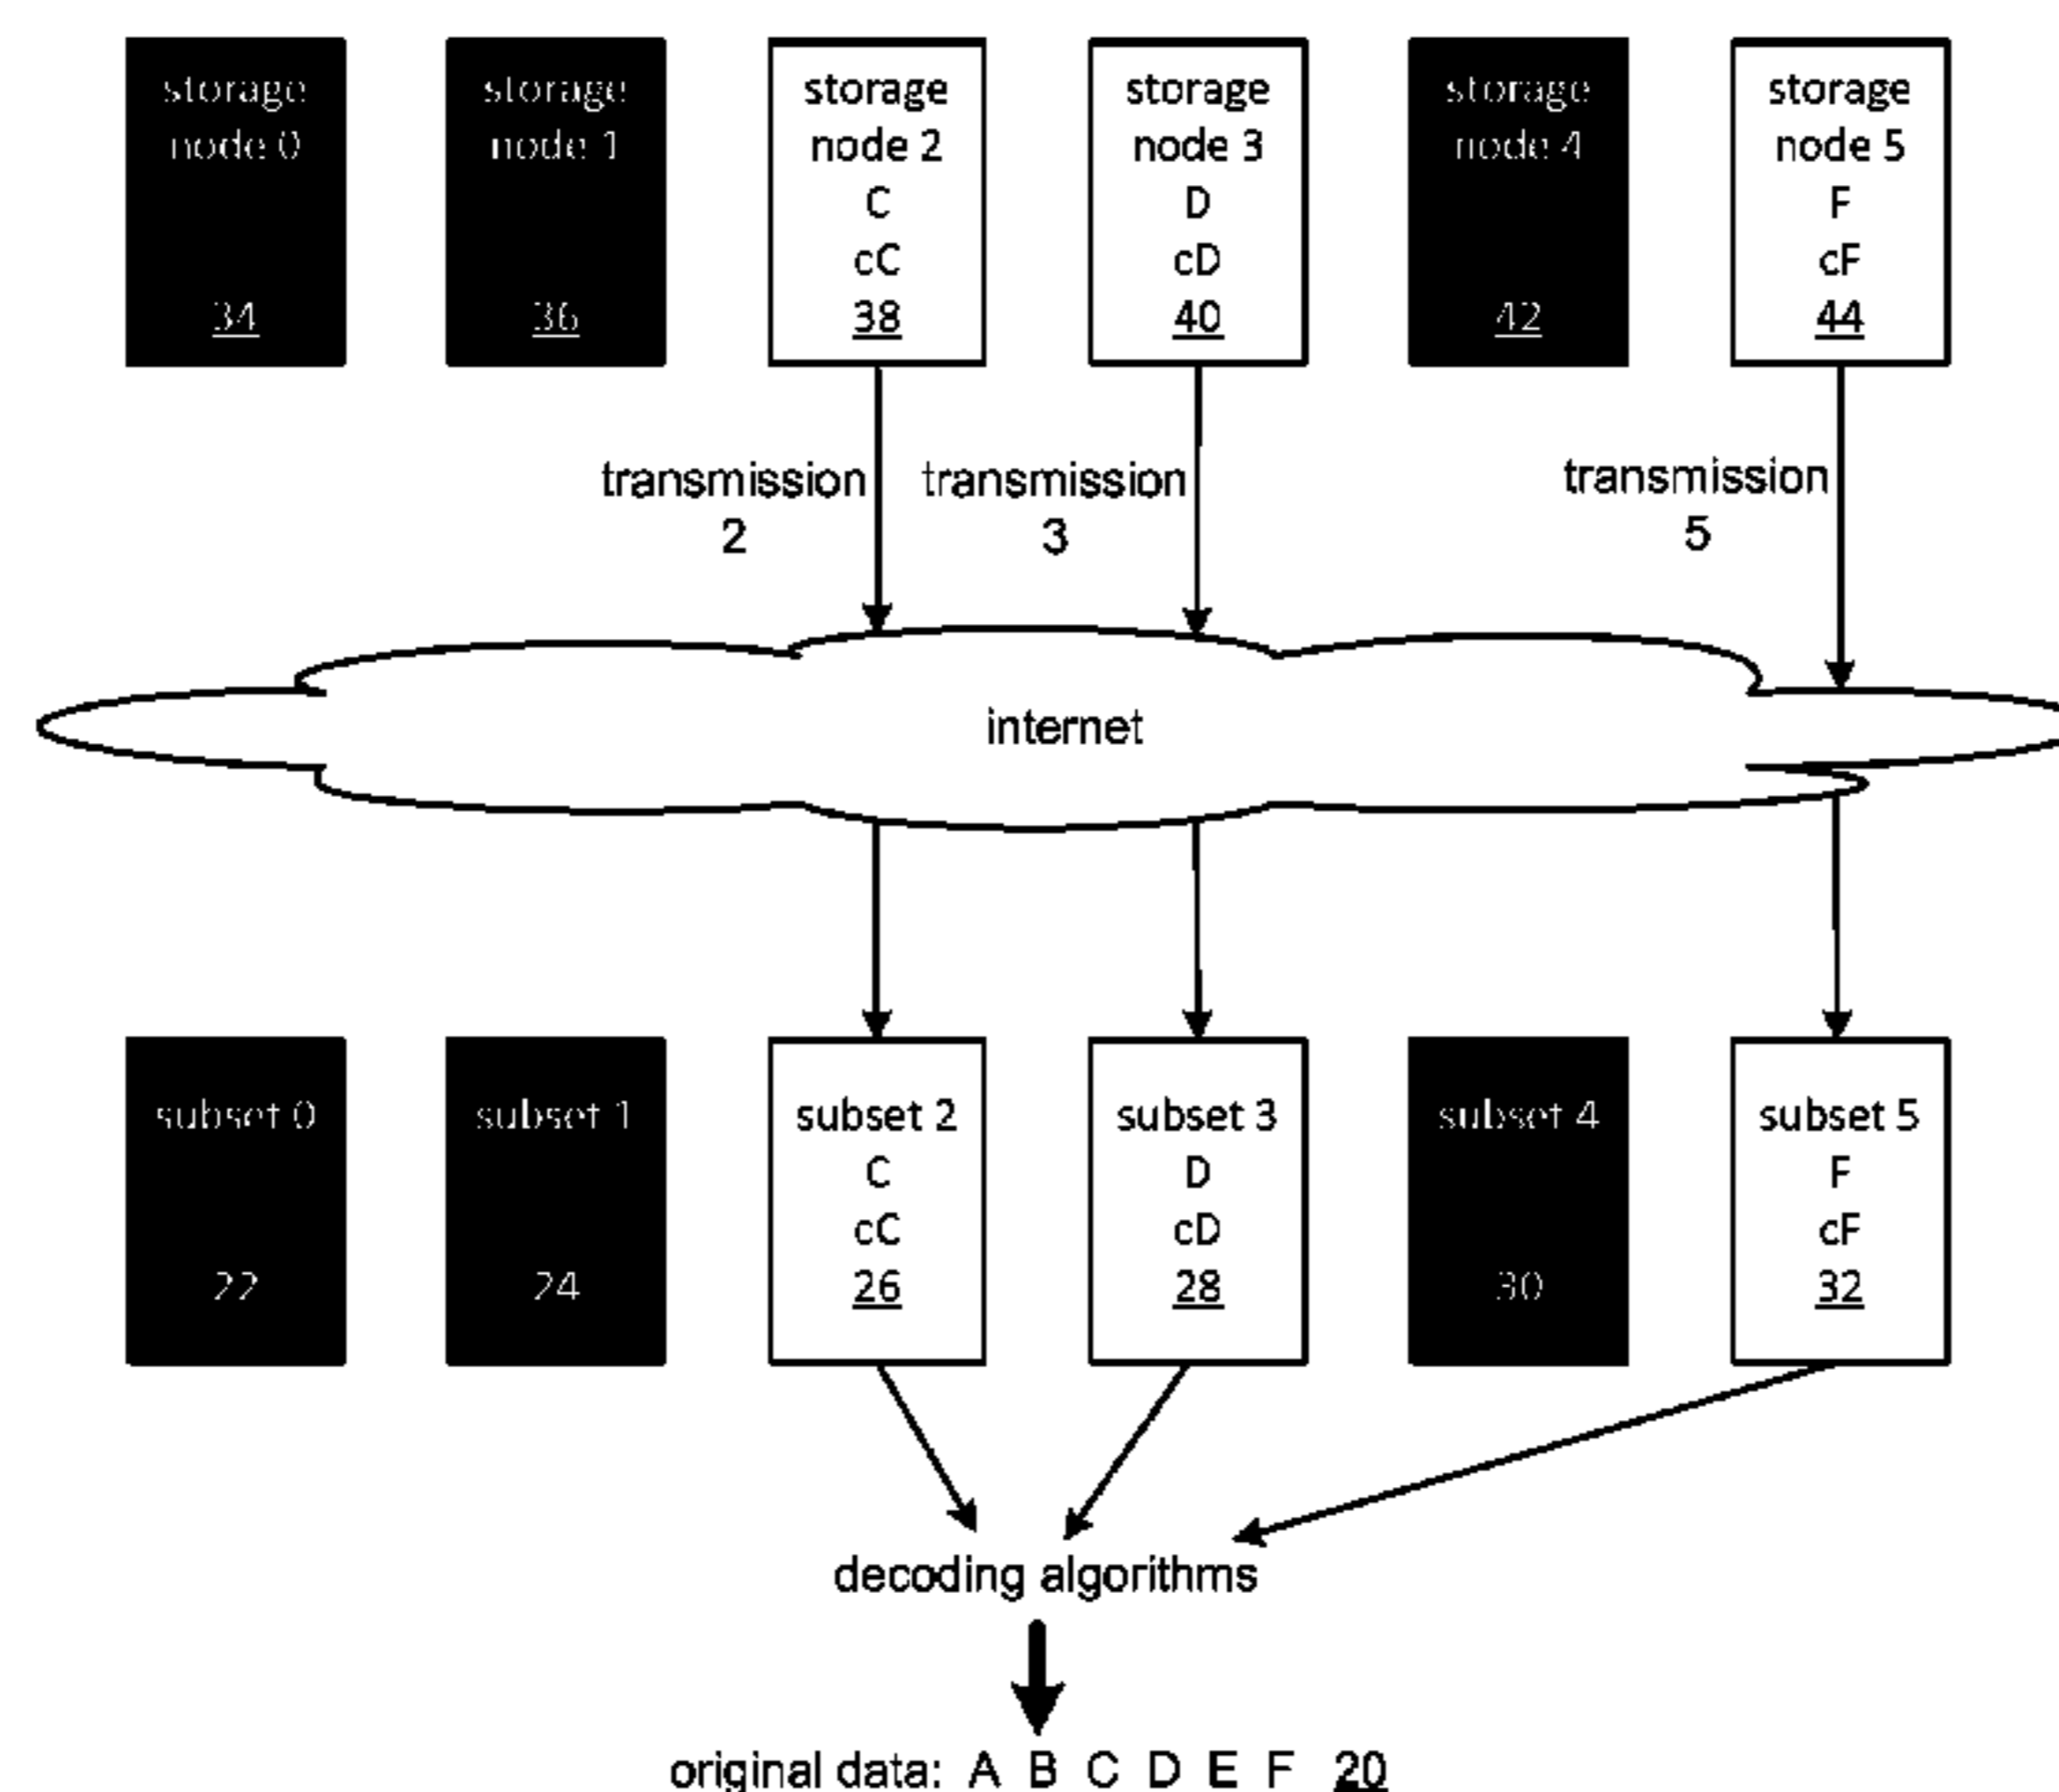 storage
node 0
34
storage
node 1
36
storage
node 2
C
cC
38
storage
node 3
D
cD
40
storage
node 4
42
storage
node 5
F
cF
44
transmission
2
transmission
3
transmission
5
internet
subset 0
22
subset 1
24
subset 2
C
cC
26
subset 3
D
cD
28
subset 4
30
subset 5
F
cF
32
decoding algorithms
original data: A B C D E F 20